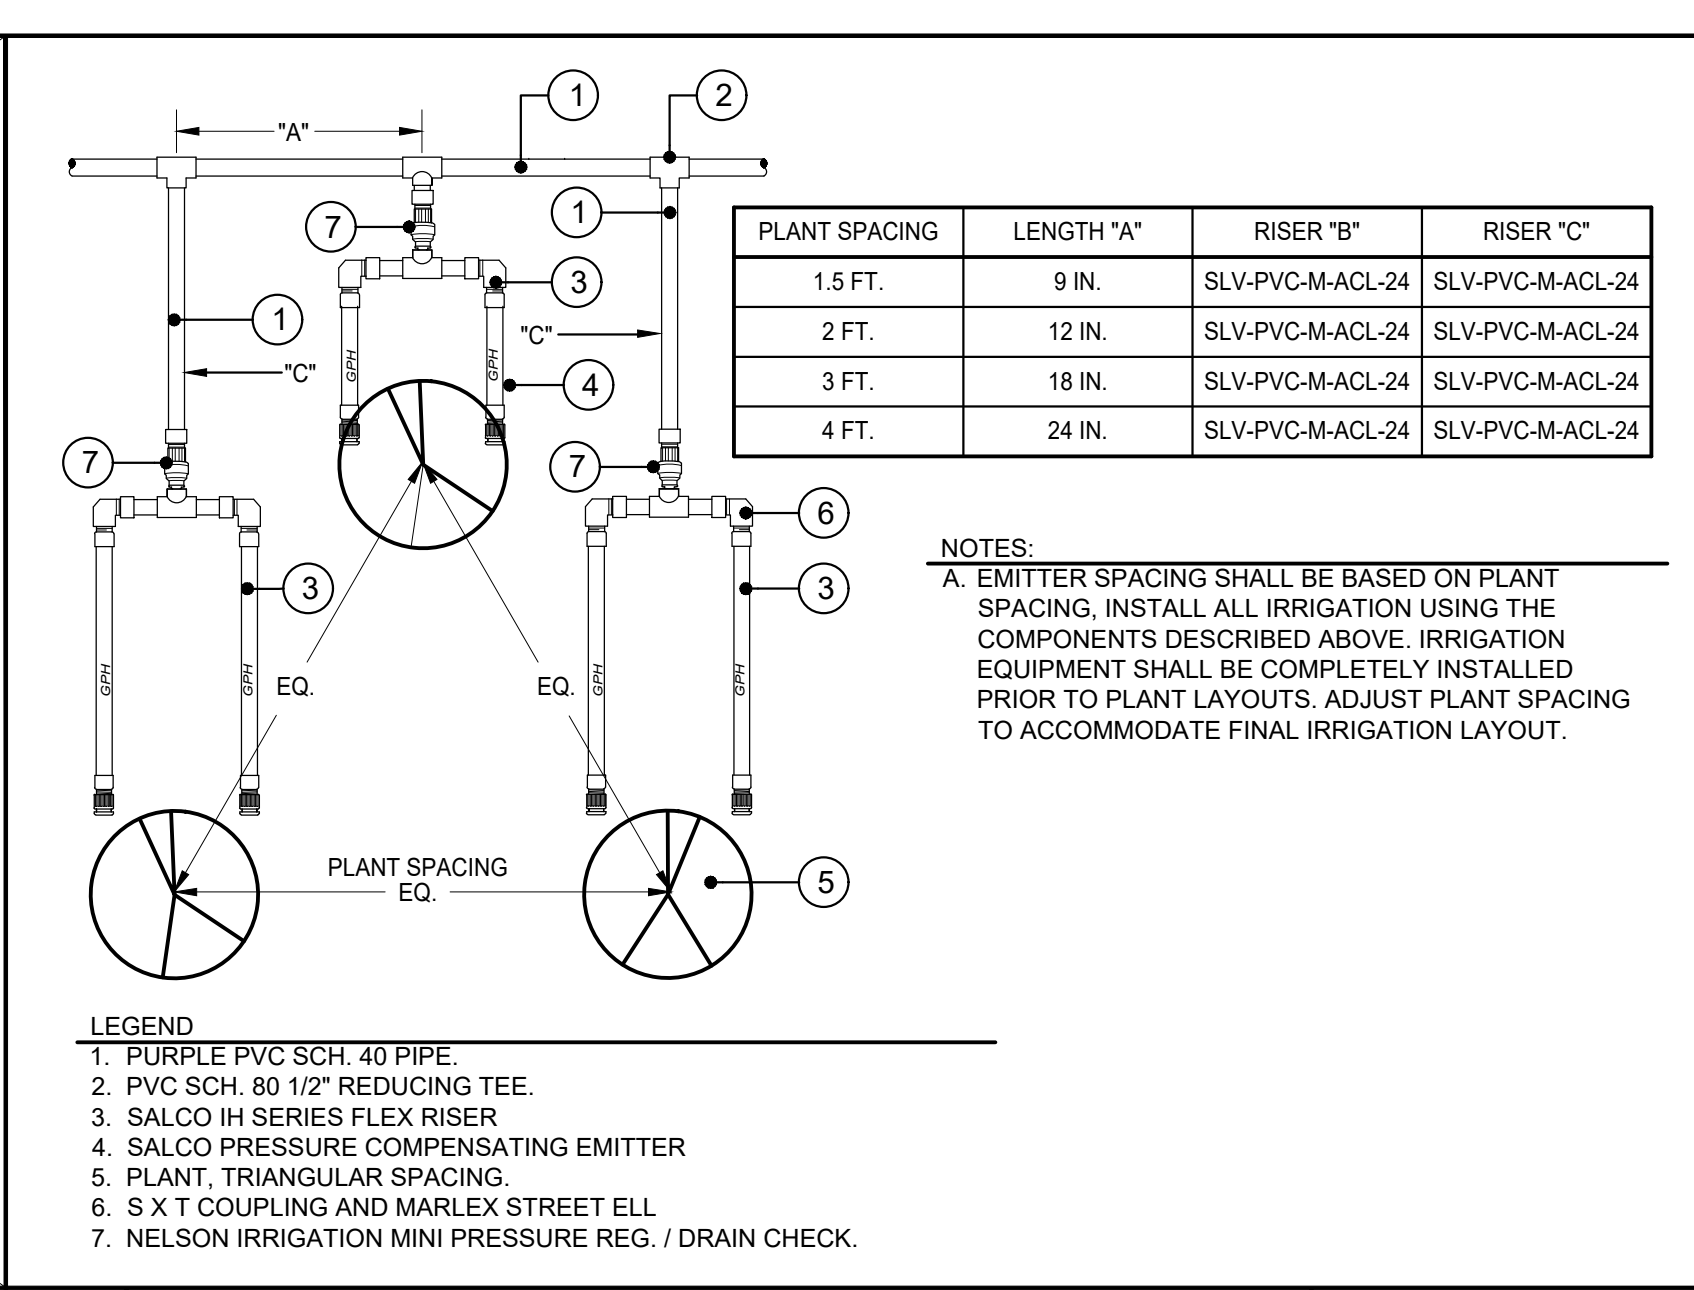 1
2
"A"
7
1
3
1
"C"
"C"
GPH
GPH
4
7
7
6
3
3
GPH
GPH
GPH
GPH
EQ.
EQ.
PLANT SPACING
EQ.
5
PLANT SPACING LENGTH "A" RISER "B" RISER "C"
1.5 FT. 9 IN. SLV-PVC-M-ACL-24 SLV-PVC-M-ACL-24
2 FT. 12 IN. SLV-PVC-M-ACL-24 SLV-PVC-M-ACL-24
3 FT. 18 IN. SLV-PVC-M-ACL-24 SLV-PVC-M-ACL-24
4 FT. 24 IN. SLV-PVC-M-ACL-24 SLV-PVC-M-ACL-24
NOTES:
A. EMITTER SPACING SHALL BE BASED ON PLANT
SPACING, INSTALL ALL IRRIGATION USING THE
COMPONENTS DESCRIBED ABOVE. IRRIGATION
EQUIPMENT SHALL BE COMPLETELY INSTALLED
PRIOR TO PLANT LAYOUTS. ADJUST PLANT SPACING
TO ACCOMMODATE FINAL IRRIGATION LAYOUT.
LEGEND
1. PURPLE PVC SCH. 40 PIPE.
2. PVC SCH. 80 1/2" REDUCING TEE.
3. SALCO IH SERIES FLEX RISER
4. SALCO PRESSURE COMPENSATING EMITTER
5. PLANT, TRIANGULAR SPACING.
6. S X T COUPLING AND MARLEX STREET ELL
7. NELSON IRRIGATION MINI PRESSURE REG. / DRAIN CHECK.